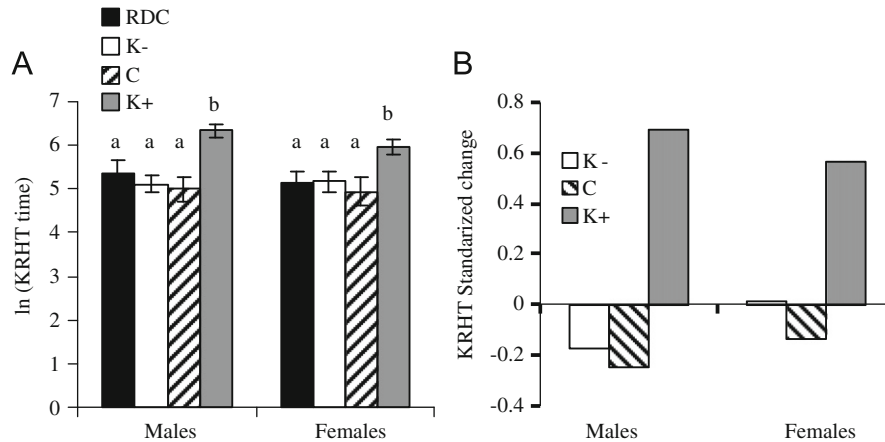 RDC
K-
C
K+
A
ln (KRHT time)
7
6
5
4
3
2
1
0
a a a b
a a a b
Males Females
B
KRHT Standarized change
0.8
0.6
0.4
0.2
0
-0.2
-0.4
K -
C
K+
Males Females